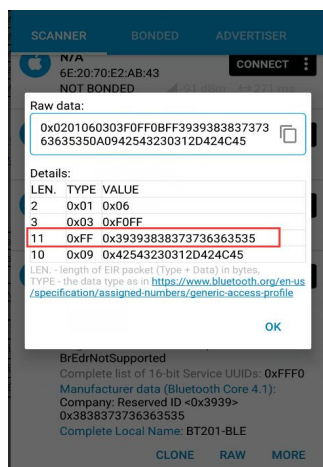 SCANNER BONDED ADVERTISER
N/A
6E:20:70:E2:AB:43
CONNECT
NOT BONDED
Raw data:
0x0201060303F0FF0BFF3939383837373
63635350A0942543230312D424C45
Details:
LEN. TYPE VALUE
2 0x01 0x06
3 0x03 0xF0FF
11 0xFF 0x39393838373736363535
10 0x09 0x42543230312D424C45
LEN. - length of EIR packet (Type + Data) in bytes,
TYPE - the data type as in https://www.bluetooth.org/en-us
/specification/assigned-numbers/generic-access-profile
OK
BrEdrNotSupported
Complete list of 16-bit Service UUIDs: 0xFFF0
Manufacturer data (Bluetooth Core 4.1):
Company: Reserved ID <0x3939>
0x3838373736363535
Complete Local Name: BT201-BLE
CLONE RAW MORE